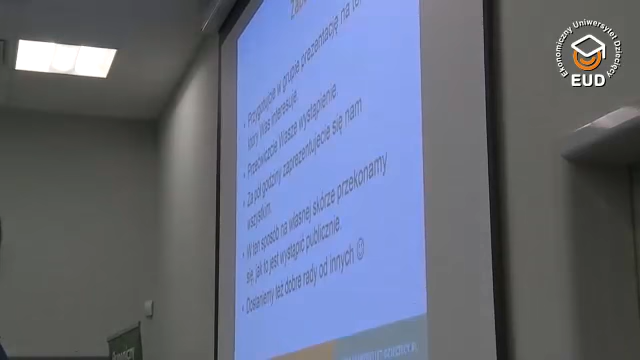 Ekonomiczny Uniwersytet Dziecięcy
EUD
• Przygotujcie w grupie prezentację na
który Was interesuje.
• Przećwiczcie Wasze wystąpienie.
• Za pół godziny zaprezentujecie się nam
wszystkim.
• W ten sposób na własnej skórze przekonamy
się, jak to jest wystąpić publicznie.
• Dostaniemy też dobre rady od innych ☺